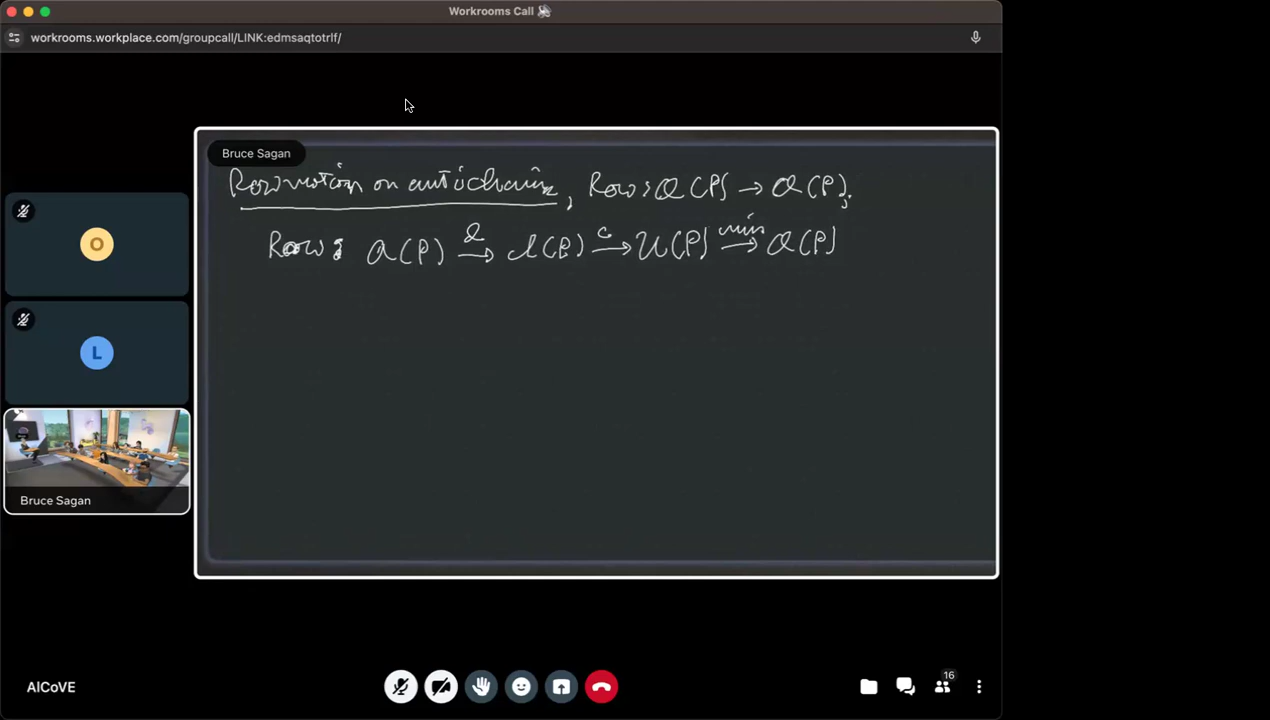 Workrooms Call
workrooms.workplace.com/groupcall/LINK:edmsaqtotrlf/
Bruce Sagan
Rowmotion on antichains, Row: 𝒜(P) → 𝒜(P).
Row: 𝒜(P) → ℐ(P) →ᶜ 𝒰(P) →ᵐⁱⁿ 𝒜(P)
O
L
Bruce Sagan
AICoVE
16